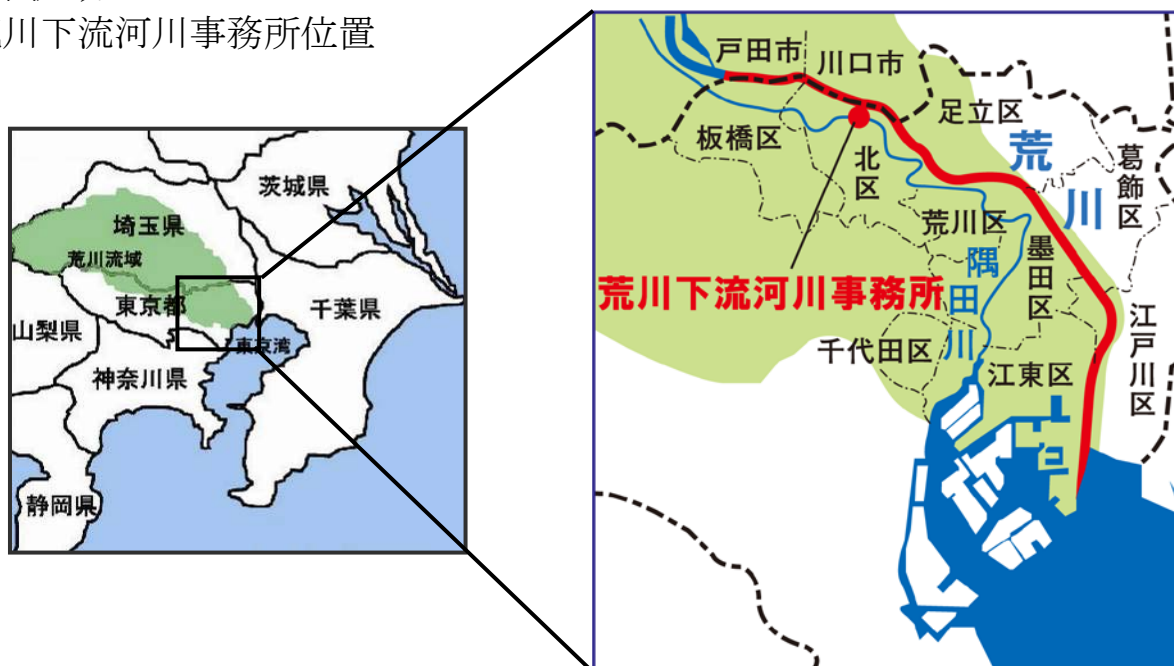 川下流河川事務所位置
茨城県
埼玉県
荒川流域
東京都
千葉県
山梨県
東京湾
神奈川県
静岡県
戸田市
川口市
足立区
板橋区
北区
荒川
葛飾区
荒川区
隅田川
墨田区
荒川下流河川事務所
千代田区
江東区
江戸川区